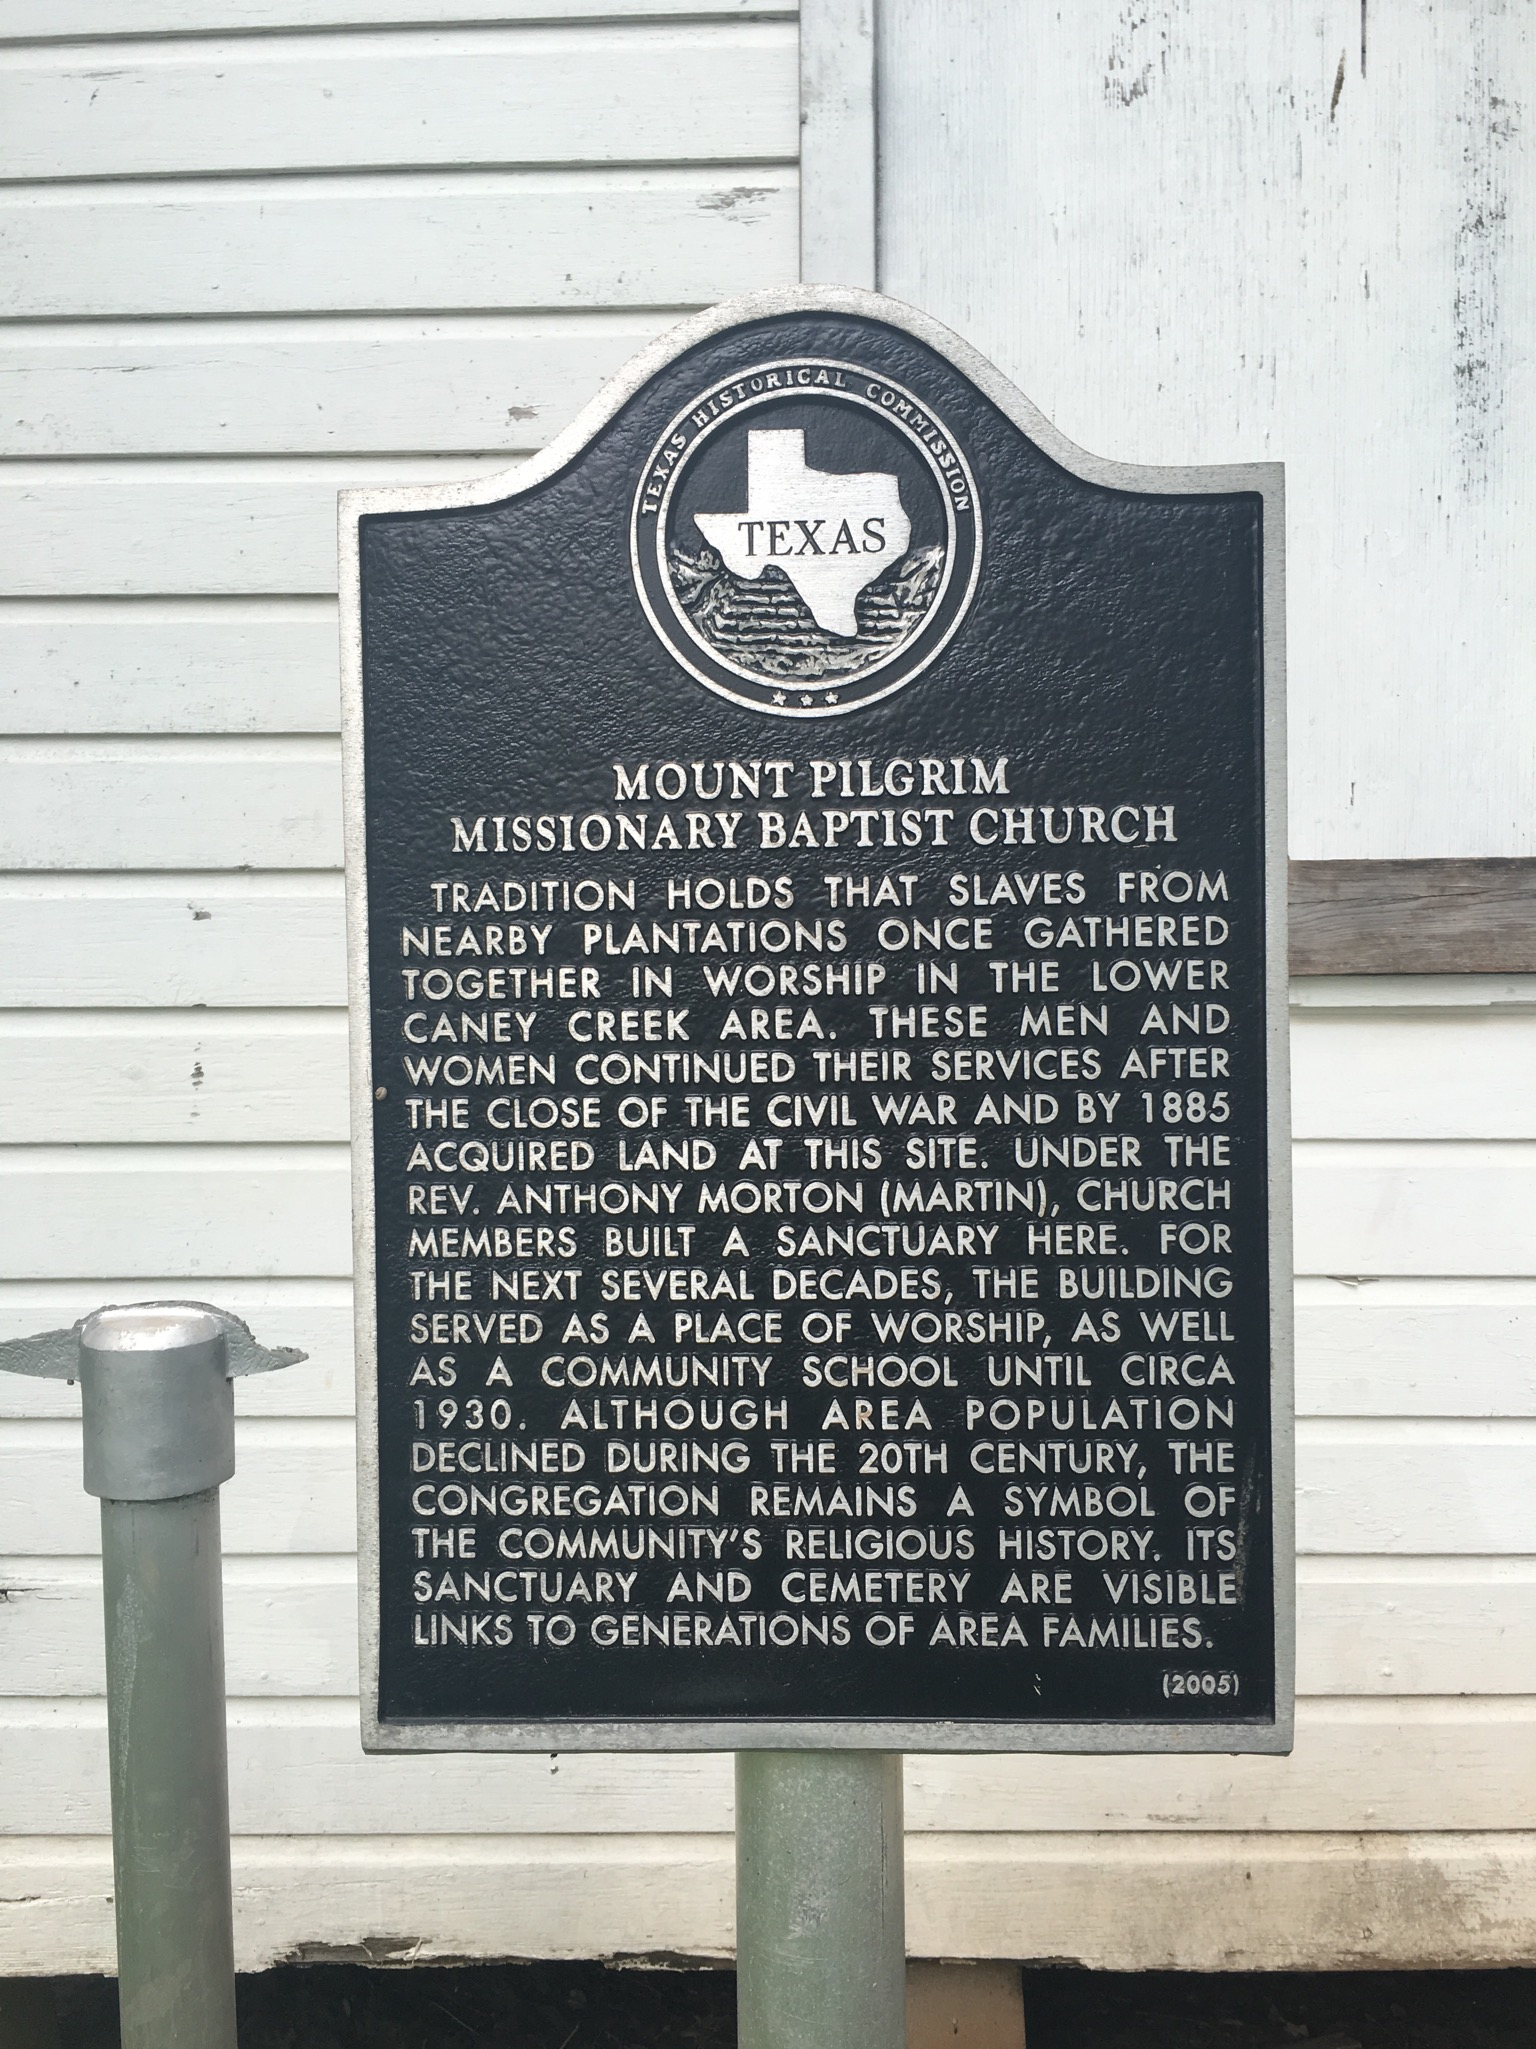 TEXAS HISTORICAL COMMISSION
TEXAS
MOUNT PILGRIM
MISSIONARY BAPTIST CHURCH
TRADITION HOLDS THAT SLAVES FROM
NEARBY PLANTATIONS ONCE GATHERED
TOGETHER IN WORSHIP IN THE LOWER
CANEY CREEK AREA. THESE MEN AND
WOMEN CONTINUED THEIR SERVICES AFTER
THE CLOSE OF THE CIVIL WAR AND BY 1885
ACQUIRED LAND AT THIS SITE. UNDER THE
REV. ANTHONY MORTON (MARTIN), CHURCH
MEMBERS BUILT A SANCTUARY HERE. FOR
THE NEXT SEVERAL DECADES, THE BUILDING
SERVED AS A PLACE OF WORSHIP, AS WELL
AS A COMMUNITY SCHOOL UNTIL CIRCA
1930. ALTHOUGH AREA POPULATION
DECLINED DURING THE 20TH CENTURY, THE
CONGREGATION REMAINS A SYMBOL OF
THE COMMUNITY'S RELIGIOUS HISTORY. ITS
SANCTUARY AND CEMETERY ARE VISIBLE
LINKS TO GENERATIONS OF AREA FAMILIES.
(2005)